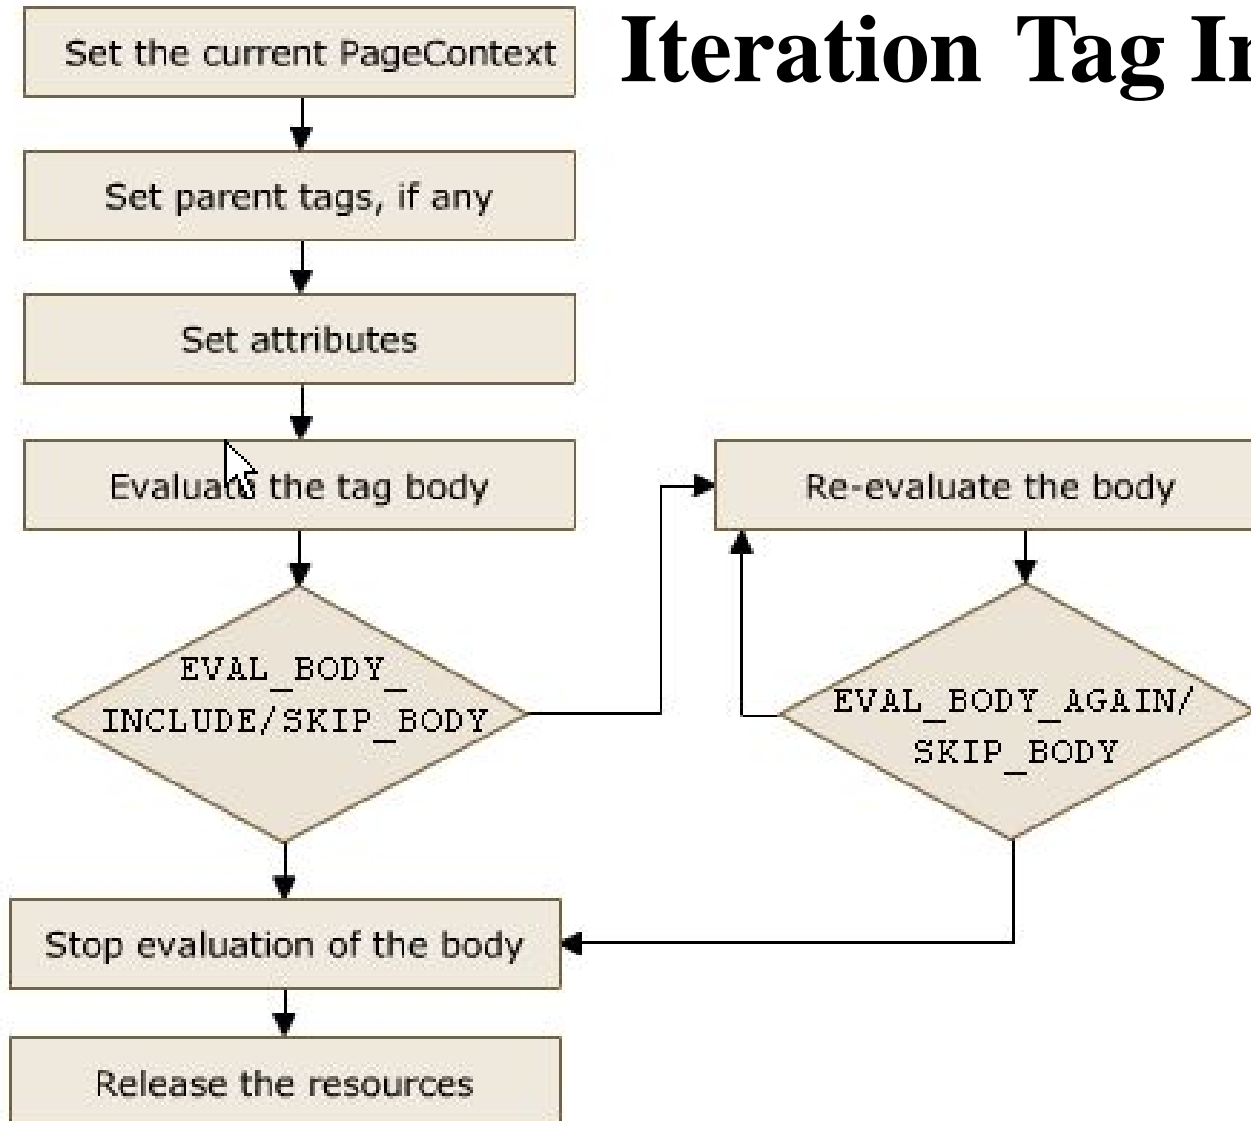 Iteration Tag
Set the current PageContext
Set parent tags, if any
Set attributes
Evaluate the tag body
Re-evaluate the body
EVAL_BODY_
INCLUDE/SKIP_BODY
EVAL_BODY_AGAIN/
SKIP_BODY
Stop evaluation of the body
Release the resources